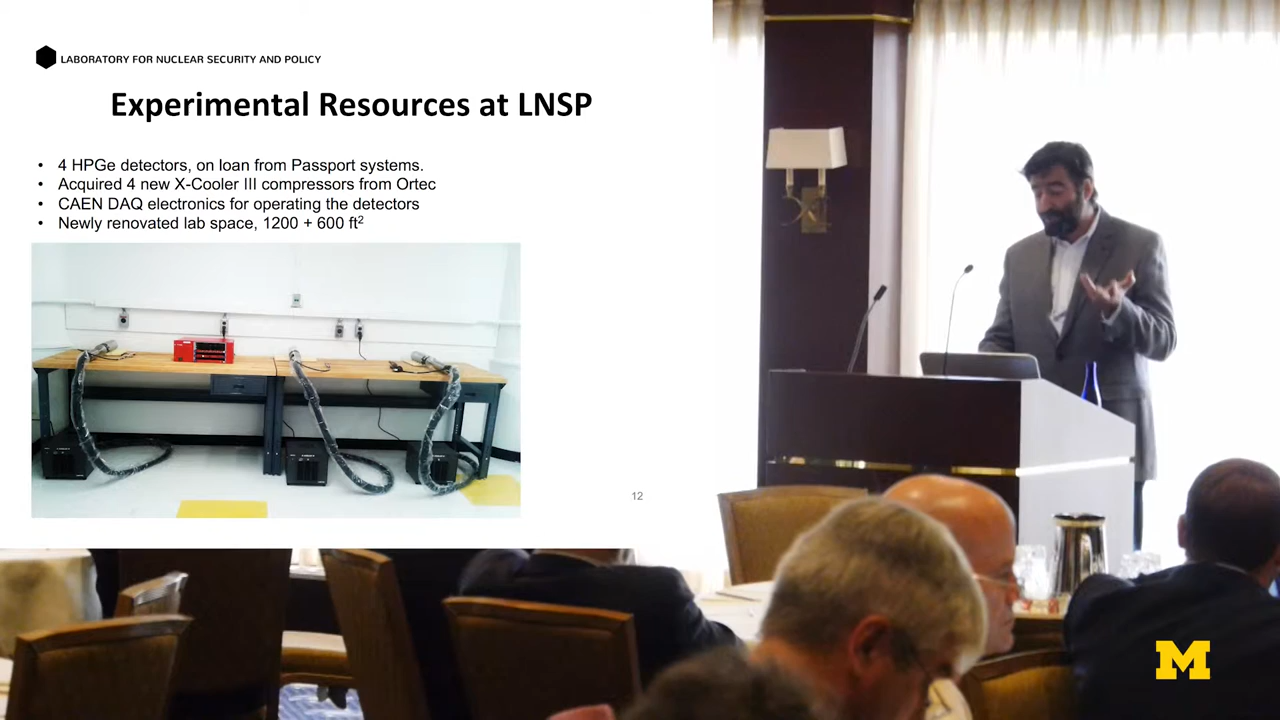 LABORATORY FOR NUCLEAR SECURITY AND POLICY
Experimental Resources at LNSP
• 4 HPGe detectors, on loan from Passport systems.
• Acquired 4 new X-Cooler III compressors from Ortec
• CAEN DAQ electronics for operating the detectors
• Newly renovated lab space, 1200 + 600 ft²
12
M